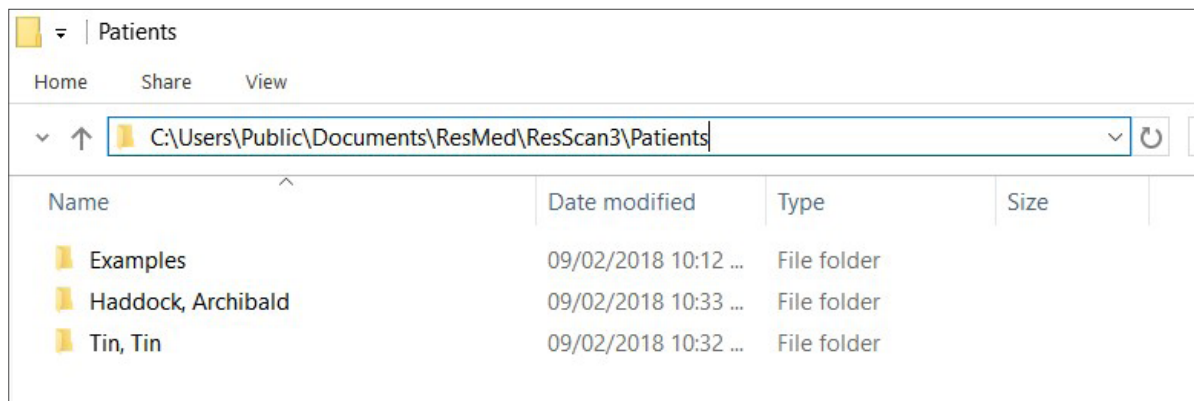 Patients
Home Share View
C:\Users\Public\Documents\ResMed\ResScan3\Patients
Name Date modified Type Size
Examples 09/02/2018 10:12 ... File folder
Haddock, Archibald 09/02/2018 10:33 ... File folder
Tin, Tin 09/02/2018 10:32 ... File folder